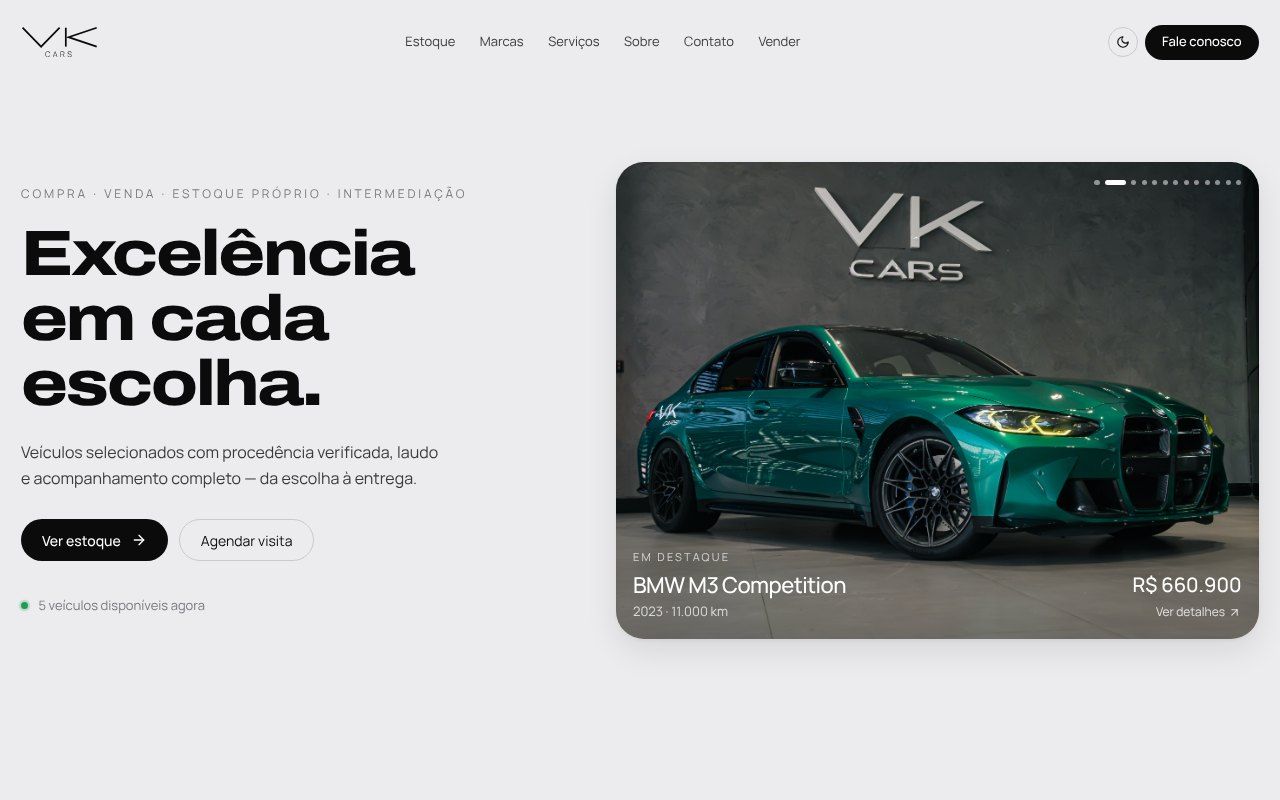 VK
CARS
Estoque
Marcas
Serviços
Sobre
Contato
Vender
Fale conosco
COMPRA · VENDA · ESTOQUE PRÓPRIO · INTERMEDIAÇÃO
Excelência
em cada
escolha.
Veículos selecionados com procedência verificada, laudo
e acompanhamento completo — da escolha à entrega.
Ver estoque
Agendar visita
5 veículos disponíveis agora
VK
CARS
VK
CARS
EM DESTAQUE
BMW M3 Competition
R$ 660.900
2023 · 11.000 km
Ver detalhes